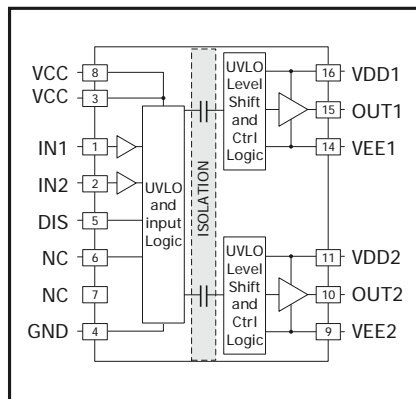 VCC 8
VCC 3
IN1 1
IN2 2
DIS 5
NC 6
NC 7
GND 4
UVLO
and
input
Logic
ISOLATION
UVLO
Level
Shift
and
Ctrl
Logic
16 VDD1
15 OUT1
14 VEE1
UVLO
Level
Shift
and
Ctrl
Logic
11 VDD2
10 OUT2
9 VEE2